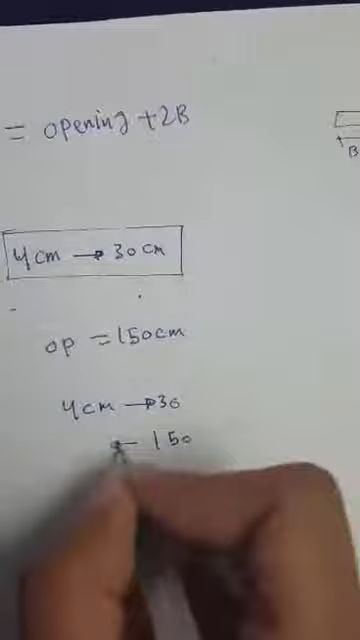 = opening + 2B
B
4cm → 30cm
op = 150cm
4cm → 30
x ← 150